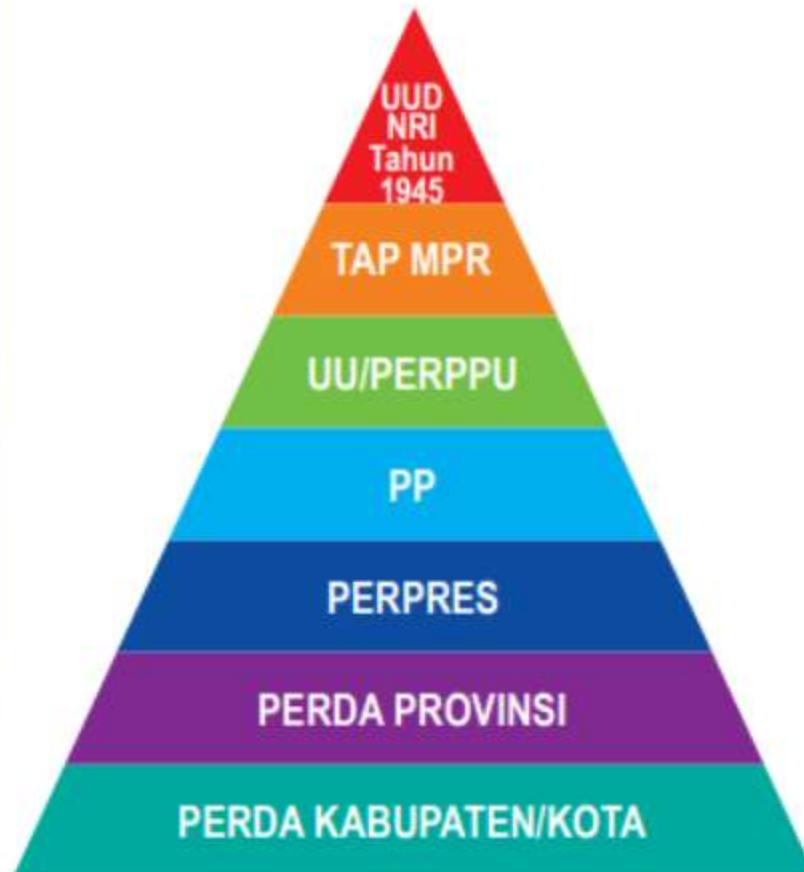 UUD
NRI
Tahun
1945
TAP MPR
UU/PERPPU
PP
PERPRES
PERDA PROVINSI
PERDA KABUPATEN/KOTA